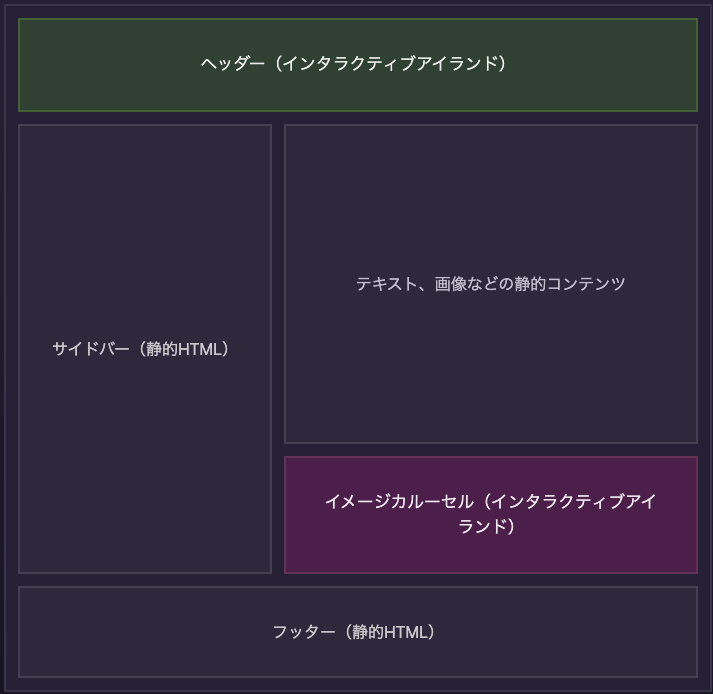 ヘッダー（インタラクティブアイランド）
サイドバー（静的HTML）
テキスト、画像などの静的コンテンツ
イメージカルーセル（インタラクティブアイ
ランド）
フッター（静的HTML）